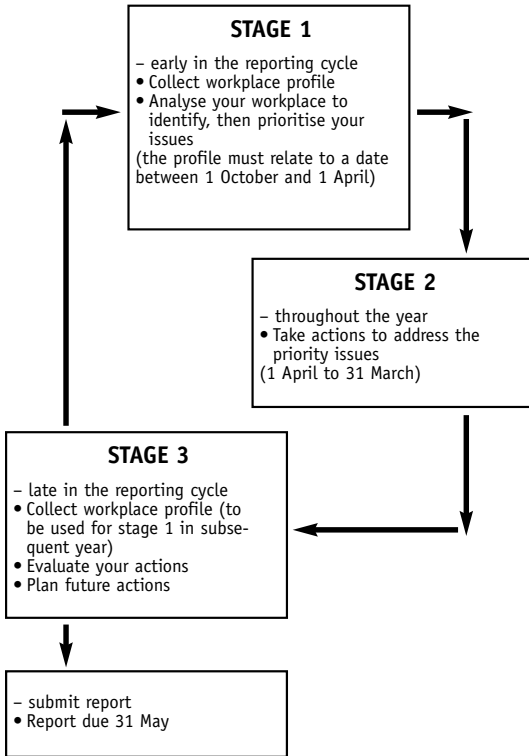 STAGE 1
– early in the reporting cycle
• Collect workplace profile
• Analyse your workplace to
identify, then prioritise your
issues
(the profile must relate to a date
between 1 October and 1 April)
STAGE 2
– throughout the year
• Take actions to address the
priority issues
(1 April to 31 March)
STAGE 3
– late in the reporting cycle
• Collect workplace profile (to
be used for stage 1 in subse-
quent year)
• Evaluate your actions
• Plan future actions
– submit report
• Report due 31 May